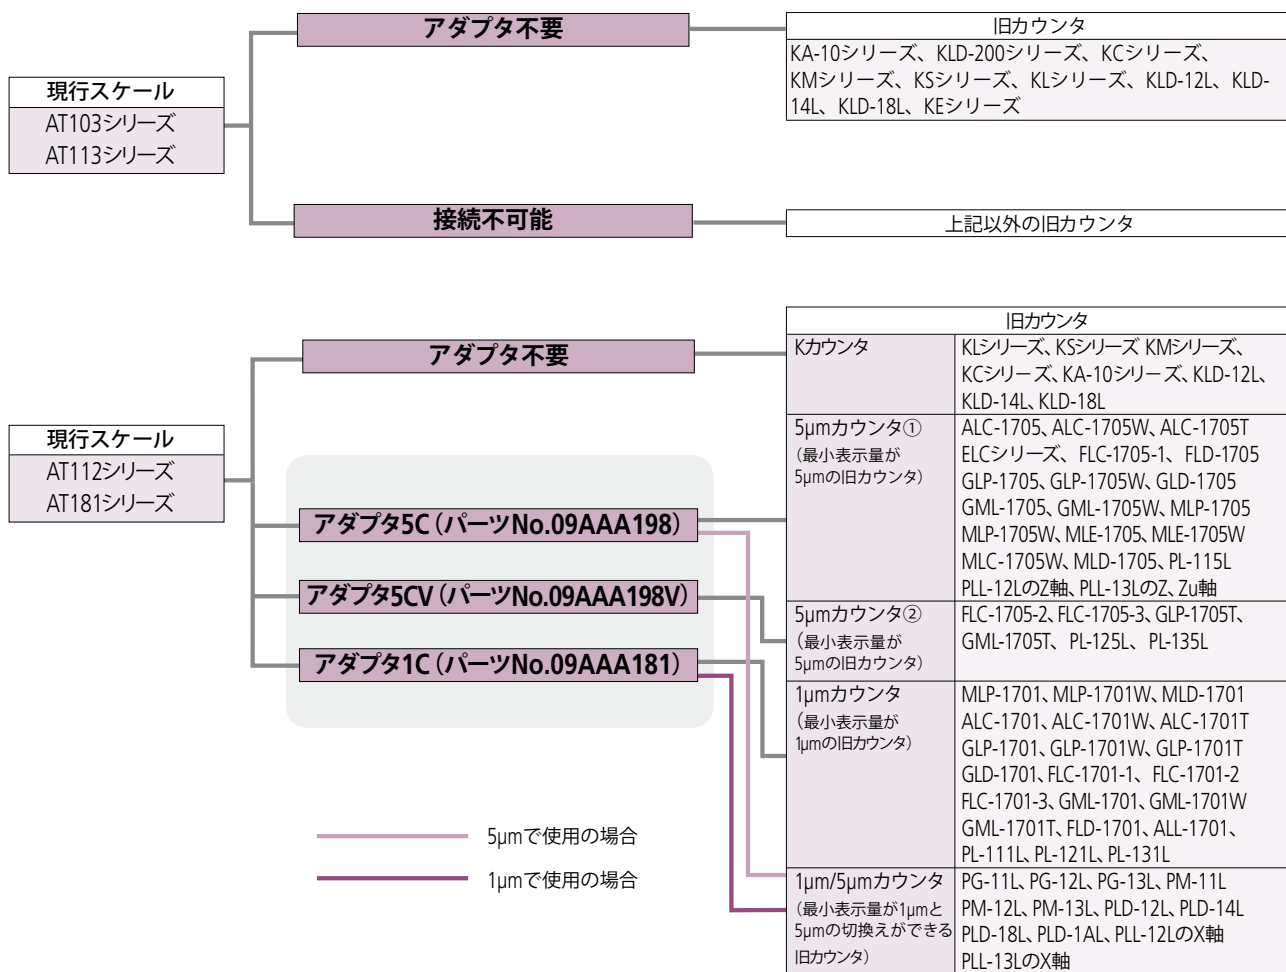 アダプタ不要
旧カウンタ
KA-10シリーズ、KLD-200シリーズ、KCシリーズ、
KMシリーズ、KSシリーズ、KLシリーズ、KLD-12L、KLD-
14L、KLD-18L、KEシリーズ
現行スケール
AT103シリーズ
AT113シリーズ
接続不可能
上記以外の旧カウンタ
旧カウンタ
アダプタ不要
Kカウンタ
KLシリーズ、KSシリーズ KMシリーズ、
KCシリーズ、KA-10シリーズ、KLD-12L、
KLD-14L、KLD-18L
現行スケール
AT112シリーズ
AT181シリーズ
5µmカウンタ①
（最小表示量が
5µmの旧カウンタ）
ALC-1705、ALC-1705W、ALC-1705T
ELCシリーズ、FLC-1705-1、FLD-1705
GLP-1705、GLP-1705W、GLD-1705
GML-1705、GML-1705W、MLP-1705
MLP-1705W、MLE-1705、MLE-1705W
MLC-1705W、MLD-1705、PL-115L
PLL-12LのZ軸、PLL-13LのZ、Zu軸
アダプタ5C（パーツNo.09AAA198）
アダプタ5CV（パーツNo.09AAA198V）
アダプタ1C（パーツNo.09AAA181）
5µmカウンタ②
（最小表示量が
5µmの旧カウンタ）
FLC-1705-2、FLC-1705-3、GLP-1705T、
GML-1705T、PL-125L、PL-135L
1µmカウンタ
（最小表示量が
1µmの旧カウンタ）
MLP-1701、MLP-1701W、MLD-1701
ALC-1701、ALC-1701W、ALC-1701T
GLP-1701、GLP-1701W、GLP-1701T
GLD-1701、FLC-1701-1、FLC-1701-2
FLC-1701-3、GML-1701、GML-1701W
GML-1701T、FLD-1701、ALL-1701、
PL-111L、PL-121L、PL-131L
5µmで使用の場合
1µmで使用の場合
1µm/5µmカウンタ
（最小表示量が1µmと
5µmの切換えができる
旧カウンタ）
PG-11L、PG-12L、PG-13L、PM-11L
PM-12L、PM-13L、PLD-12L、PLD-14L
PLD-18L、PLD-1AL、PLL-12LのX軸
PLL-13LのX軸